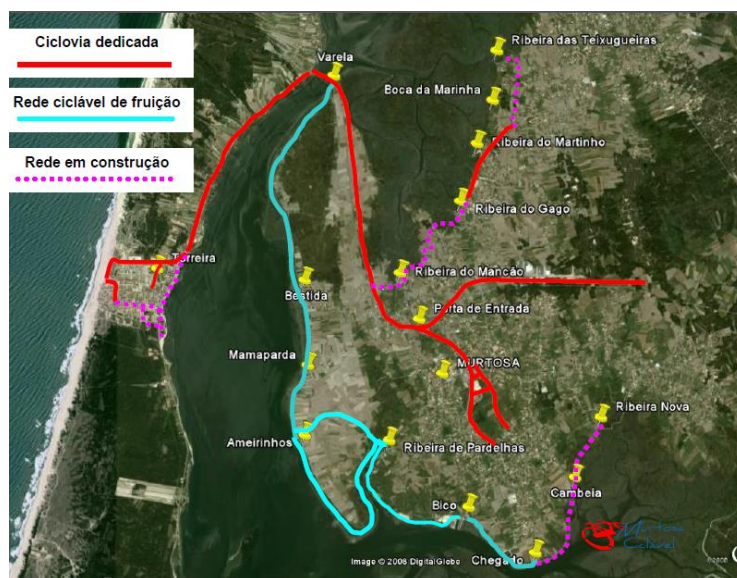 Ciclovia dedicada
Rede ciclável de fruição
Rede em construção
Varela
Ribeira das Teixugueiras
Boca da Marinha
Ribeira do Martinho
Ribeira do Gago
Torreira
Ribeira do Mancão
Bestida
Porta de Entrada
Mamaparda
MURTOSA
Ribeira Nova
Ameirinhos
Ribeira de Pardelhas
Cambeia
Bico
Murtosa
Ciclável
Chegado
Image © 2008 DigitalGlobe